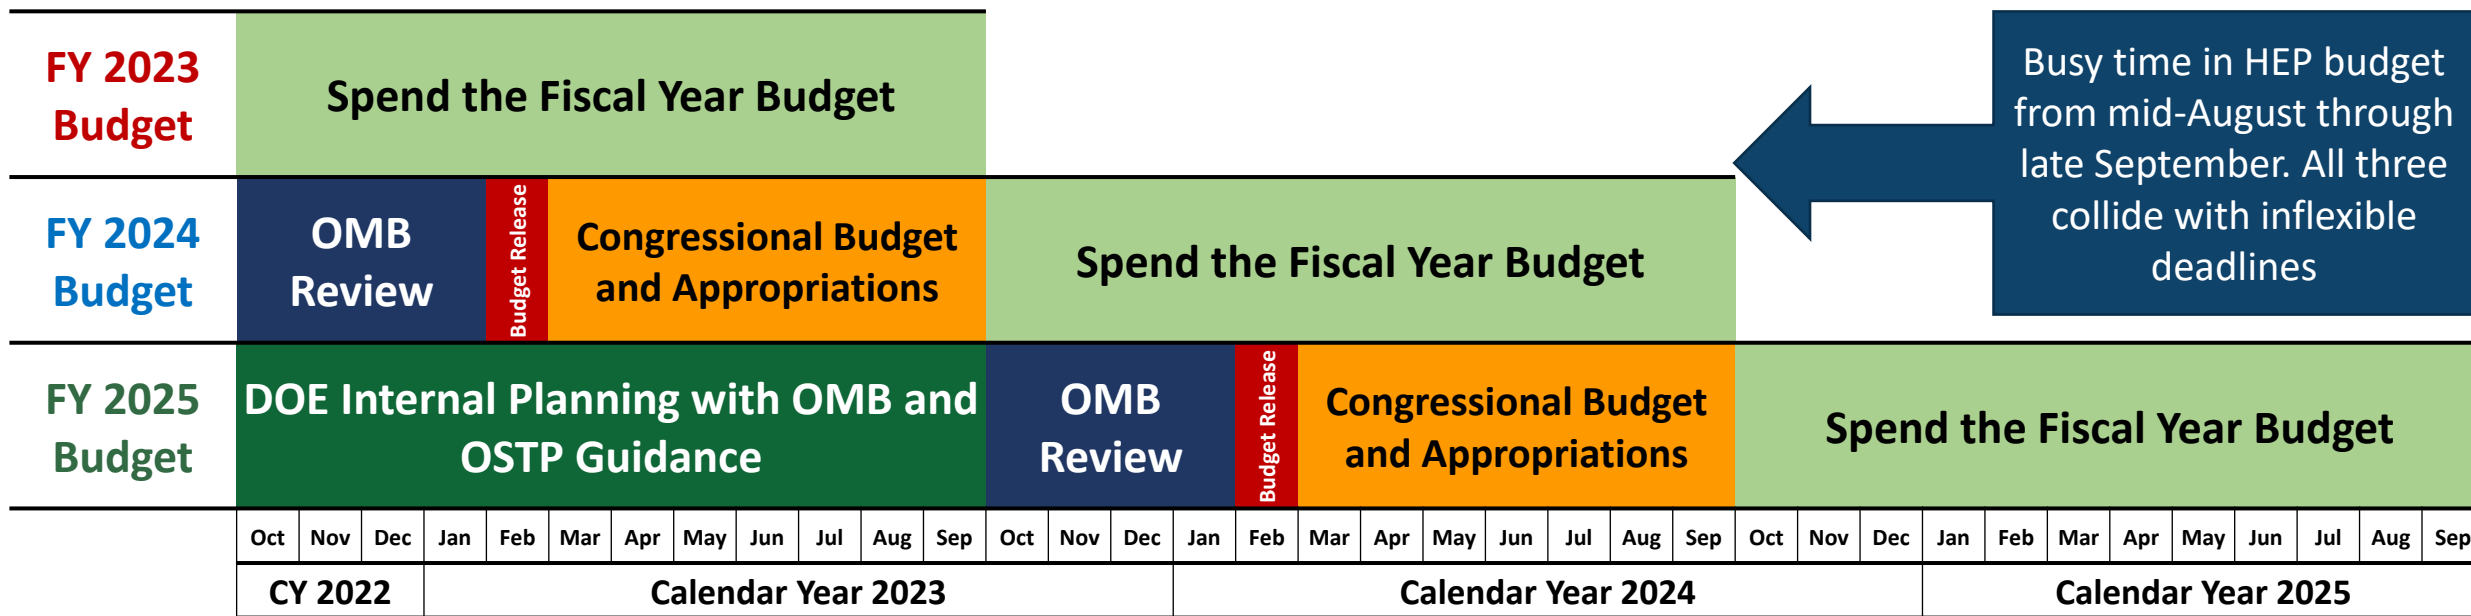 FY 2023
Budget
Spend the Fiscal Year Budget
Busy time in HEP budget
from mid-August through
late September. All three
collide with inflexible
deadlines
FY 2024
Budget
OMB
Review
Budget Release
Congressional Budget
and Appropriations
Spend the Fiscal Year Budget
FY 2025
Budget
DOE Internal Planning with OMB and
OSTP Guidance
OMB
Review
Budget Release
Congressional Budget
and Appropriations
Spend the Fiscal Year Budget
Oct Nov Dec Jan Feb Mar Apr May Jun Jul Aug Sep Oct Nov Dec Jan Feb Mar Apr May Jun Jul Aug Sep Oct Nov Dec Jan Feb Mar Apr May Jun Jul Aug Sep
CY 2022 Calendar Year 2023 Calendar Year 2024 Calendar Year 2025